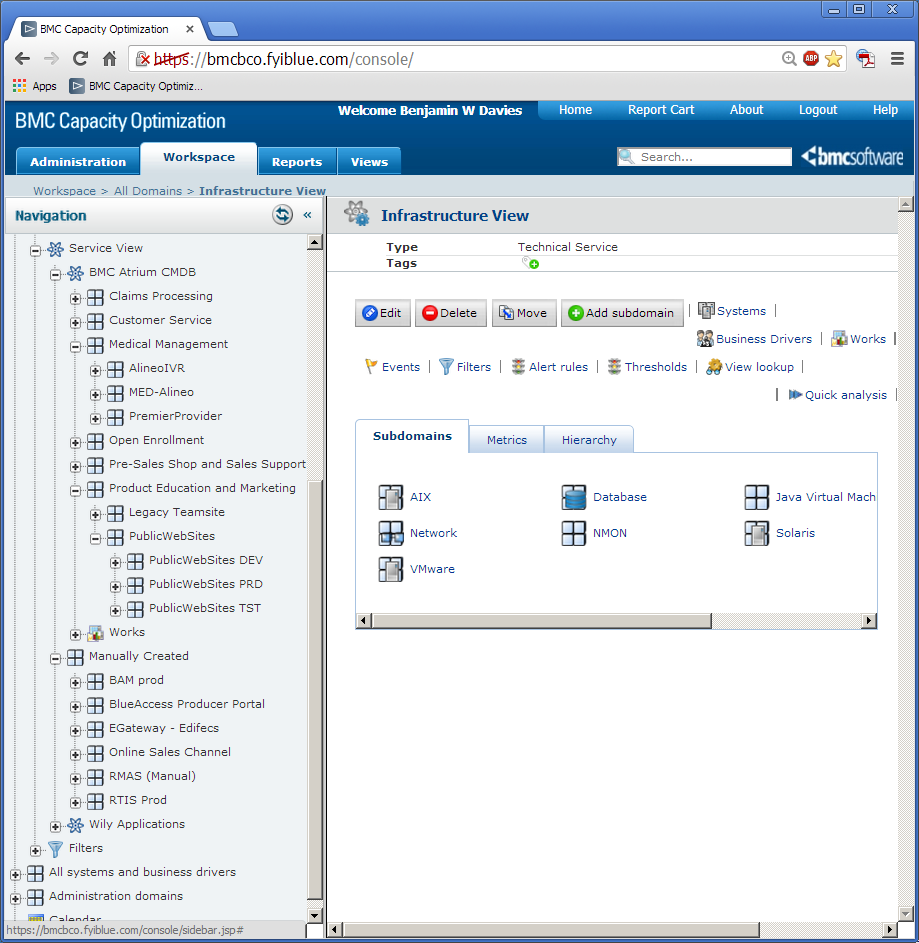 BMC Capacity Optimization
https://bmcbco.fyiblue.com/console/
ABP
Apps BMC Capacity Optimiz...
BMC Capacity Optimization
Welcome Benjamin W Davies Home Report Cart About Logout Help
Administration Workspace Reports Views
Search...
bmcsoftware
Workspace > All Domains > Infrastructure View
Navigation «
Service View
BMC Atrium CMDB
Claims Processing
Customer Service
Medical Management
AlineoIVR
MED-Alineo
PremierProvider
Open Enrollment
Pre-Sales Shop and Sales Support
Product Education and Marketing
Legacy Teamsite
PublicWebSites
PublicWebSites DEV
PublicWebSites PRD
PublicWebSites TST
Works
Manually Created
BAM prod
BlueAccess Producer Portal
EGateway - Edifecs
Online Sales Channel
RMAS (Manual)
RTIS Prod
Wily Applications
Filters
All systems and business drivers
Administration domains
Calendar
https://bmcbco.fyiblue.com/console/sidebar.jsp#
Infrastructure View
Type Technical Service
Tags
Edit Delete Move Add subdomain | Systems |
Business Drivers | Works |
Events | Filters | Alert rules | Thresholds | View lookup |
| Quick analysis |
Subdomains Metrics Hierarchy
AIX Database Java Virtual Mach
Network NMON Solaris
VMware